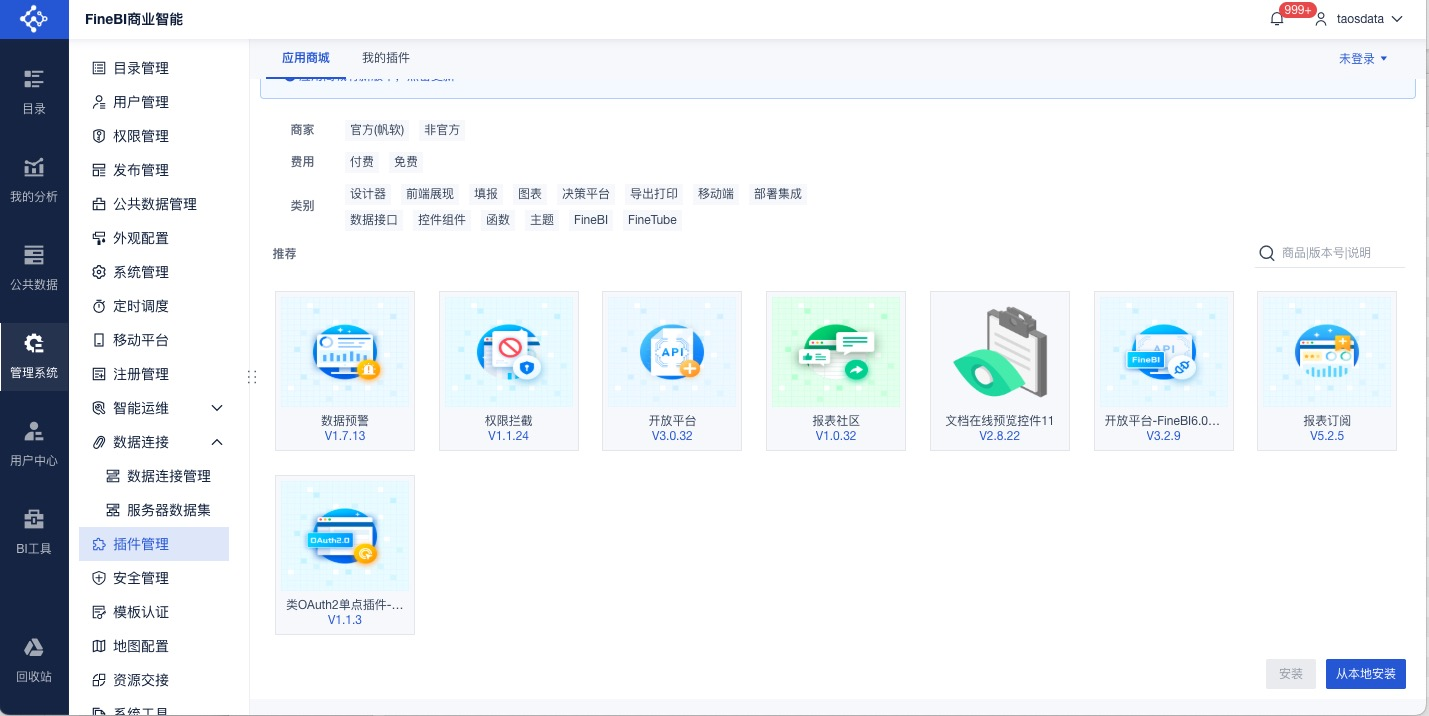 FineBI商业智能
999+
taosdata
目录
我的分析
公共数据
管理系统
用户中心
BI工具
回收站
目录管理
用户管理
权限管理
发布管理
公共数据管理
外观配置
系统管理
定时调度
移动平台
注册管理
智能运维
数据连接
数据连接管理
服务器数据集
插件管理
安全管理
模板认证
地图配置
资源交接
系统工具
应用商城 我的插件
未登录
商家 官方(帆软) 非官方
费用 付费 免费
类别
设计器 前端展现 填报 图表 决策平台 导出打印 移动端 部署集成
数据接口 控件组件 函数 主题 FineBI FineTube
推荐
商品|版本号|说明
数据预警
V1.7.13
权限拦截
V1.1.24
API
开放平台
V3.0.32
报表社区
V1.0.32
文档在线预览控件11
V2.8.22
API
FineBI
开放平台-FineBI6.0...
V3.2.9
报表订阅
V5.2.5
OAuth2.0
类OAuth2单点插件-...
V1.1.3
安装
从本地安装